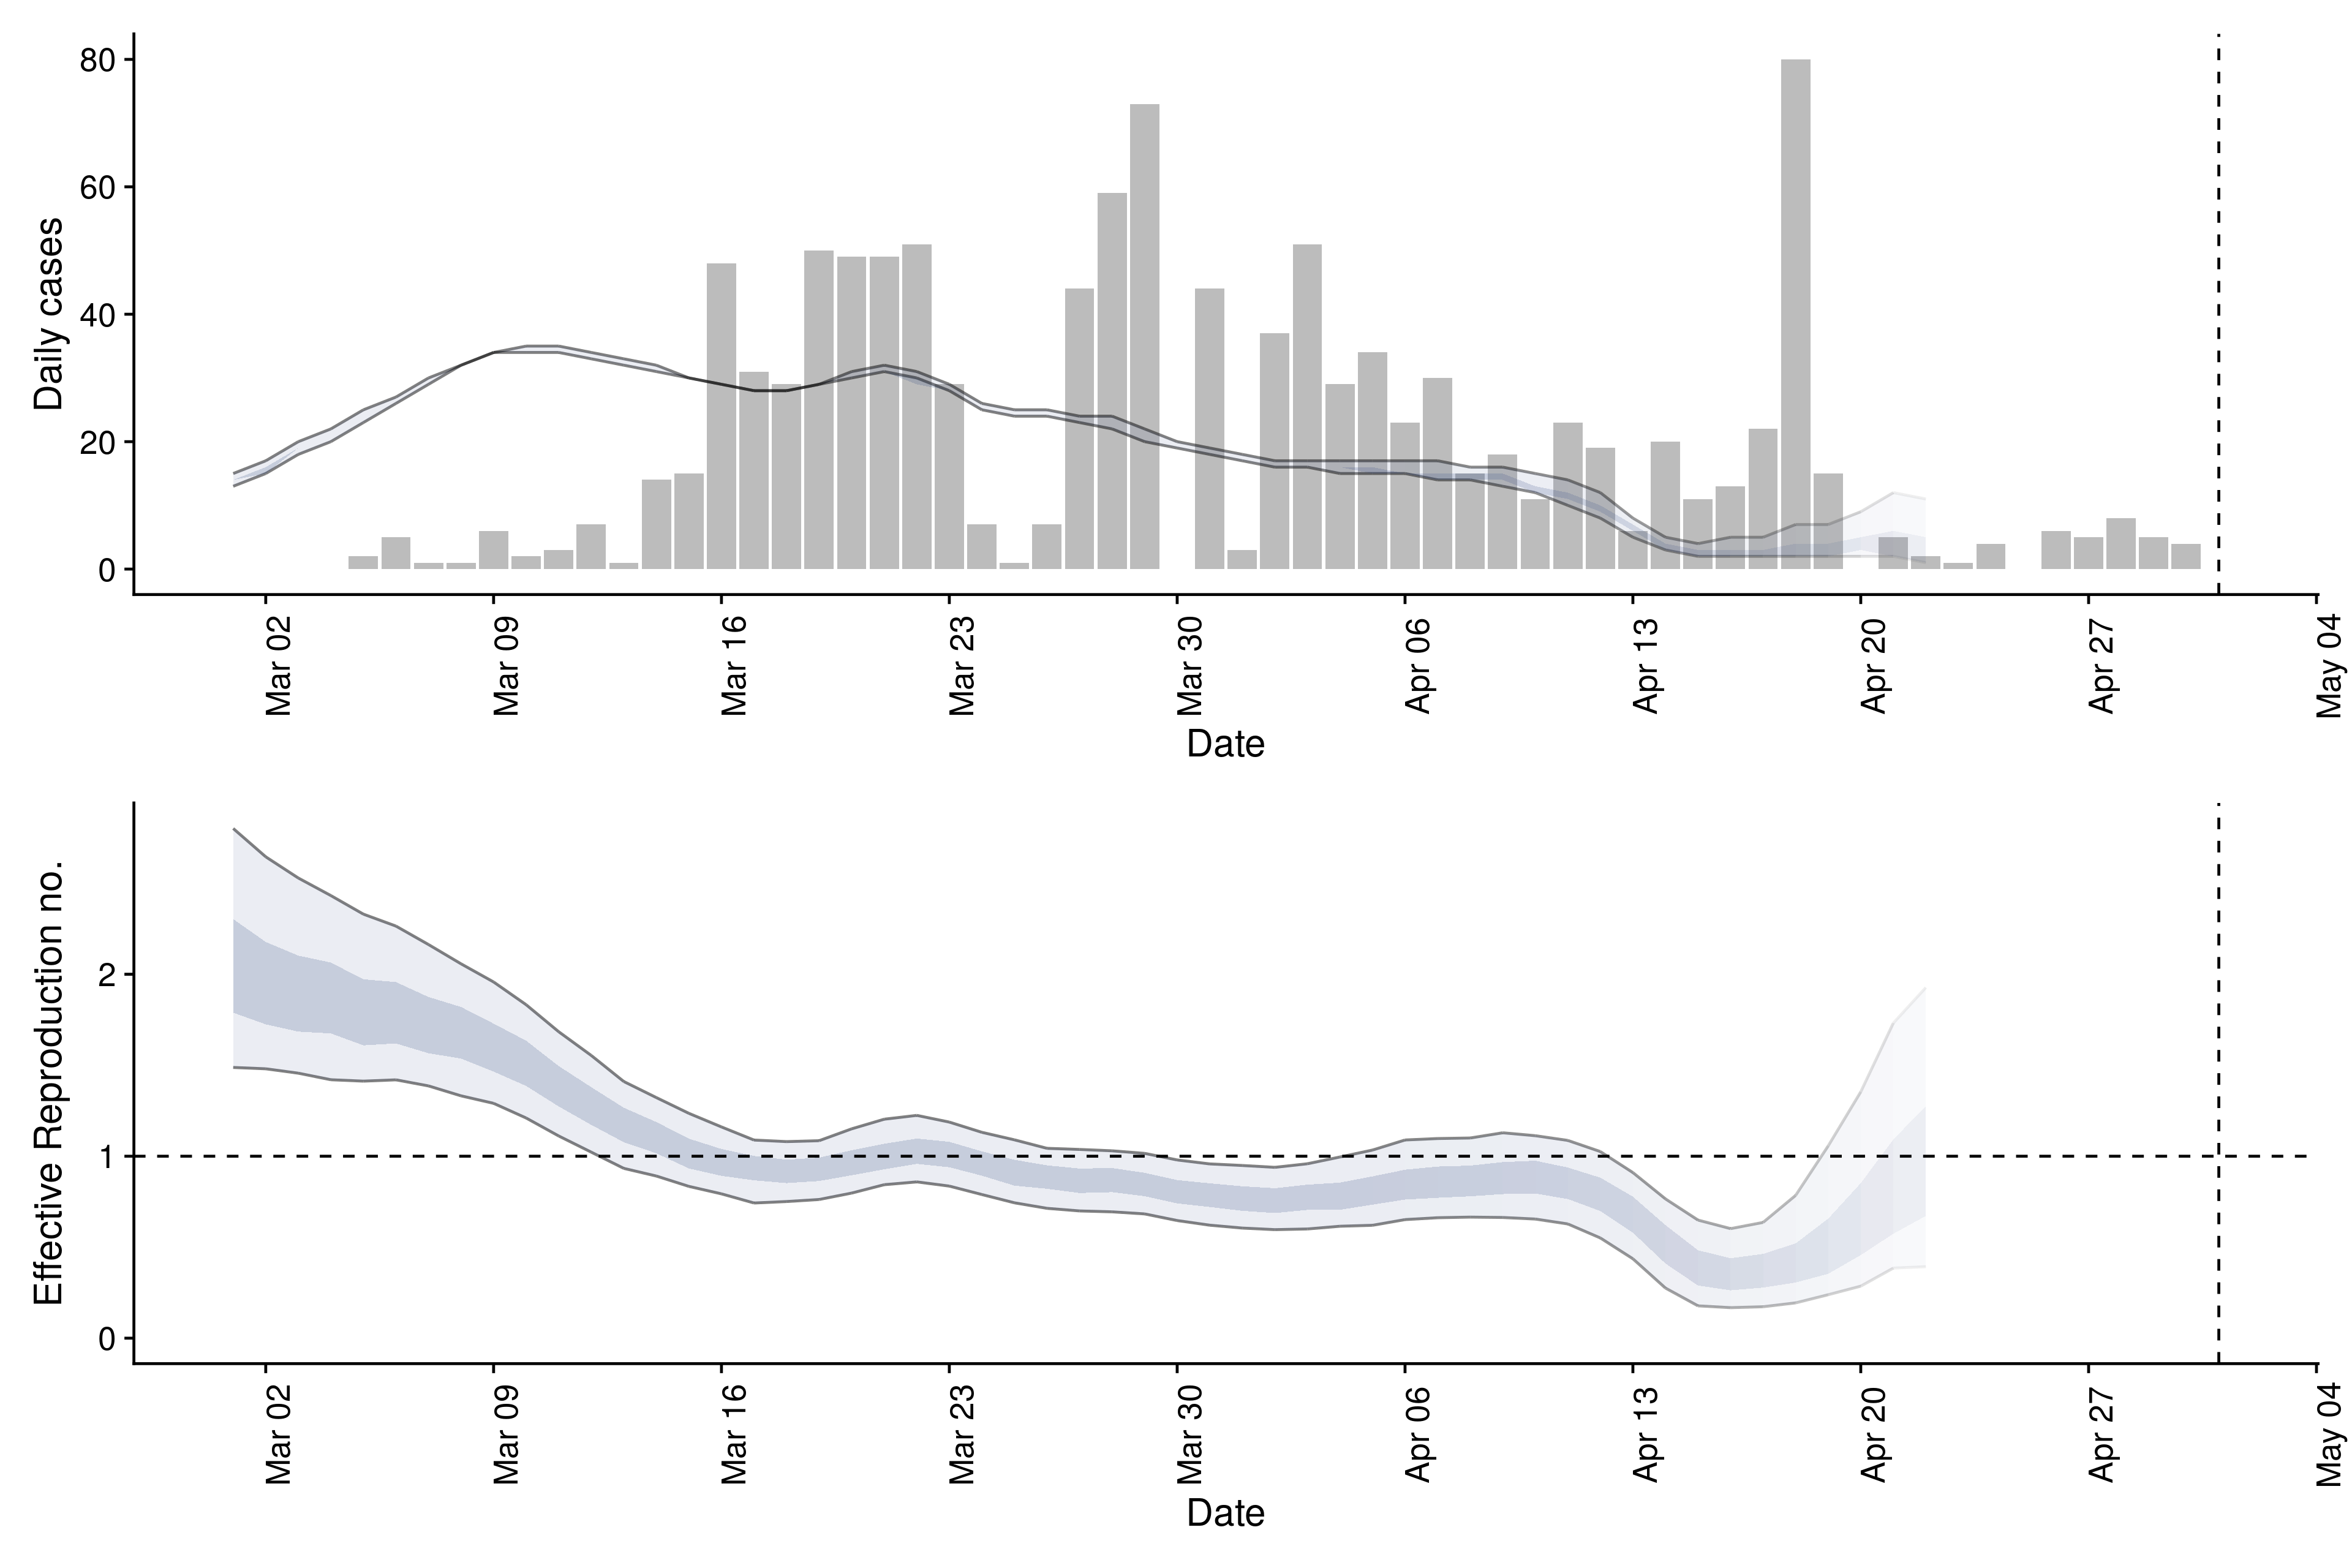 Daily cases
80
60
40
20
0
Mar 02
Mar 09
Mar 16
Mar 23
Mar 30
Apr 06
Apr 13
Apr 20
Apr 27
May 04
Date
Effective Reproduction no.
2
1
0
Mar 02
Mar 09
Mar 16
Mar 23
Mar 30
Apr 06
Apr 13
Apr 20
Apr 27
May 04
Date